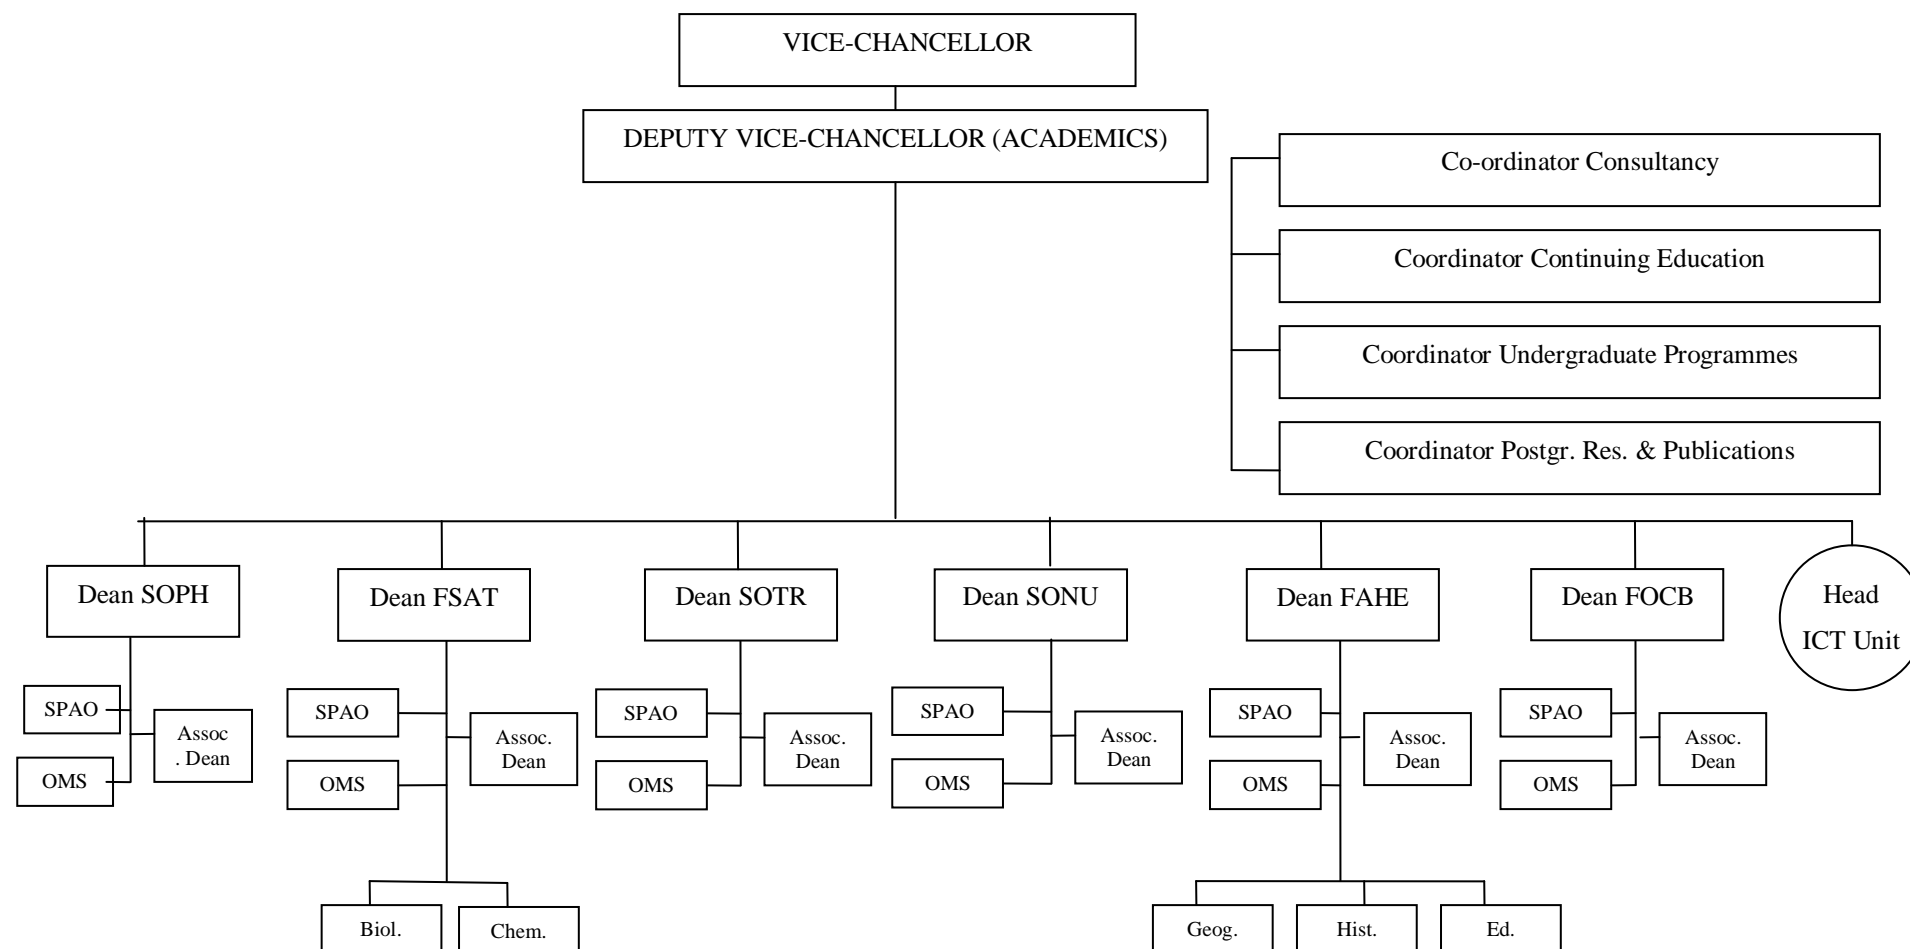 VICE-CHANCELLOR
DEPUTY VICE-CHANCELLOR (ACADEMICS)
Co-ordinator Consultancy
Coordinator Continuing Education
Coordinator Undergraduate Programmes
Coordinator Postgr. Res. & Publications
Dean SOPH
Dean FSAT
Dean SOTR
Dean SONU
Dean FAHE
Dean FOCB
Head
ICT Unit
SPAO
Assoc
. Dean
OMS
SPAO
Assoc.
Dean
OMS
SPAO
Assoc.
Dean
OMS
SPAO
Assoc.
Dean
OMS
SPAO
Assoc.
Dean
OMS
SPAO
Assoc.
Dean
OMS
Biol.
Chem.
Geog.
Hist.
Ed.